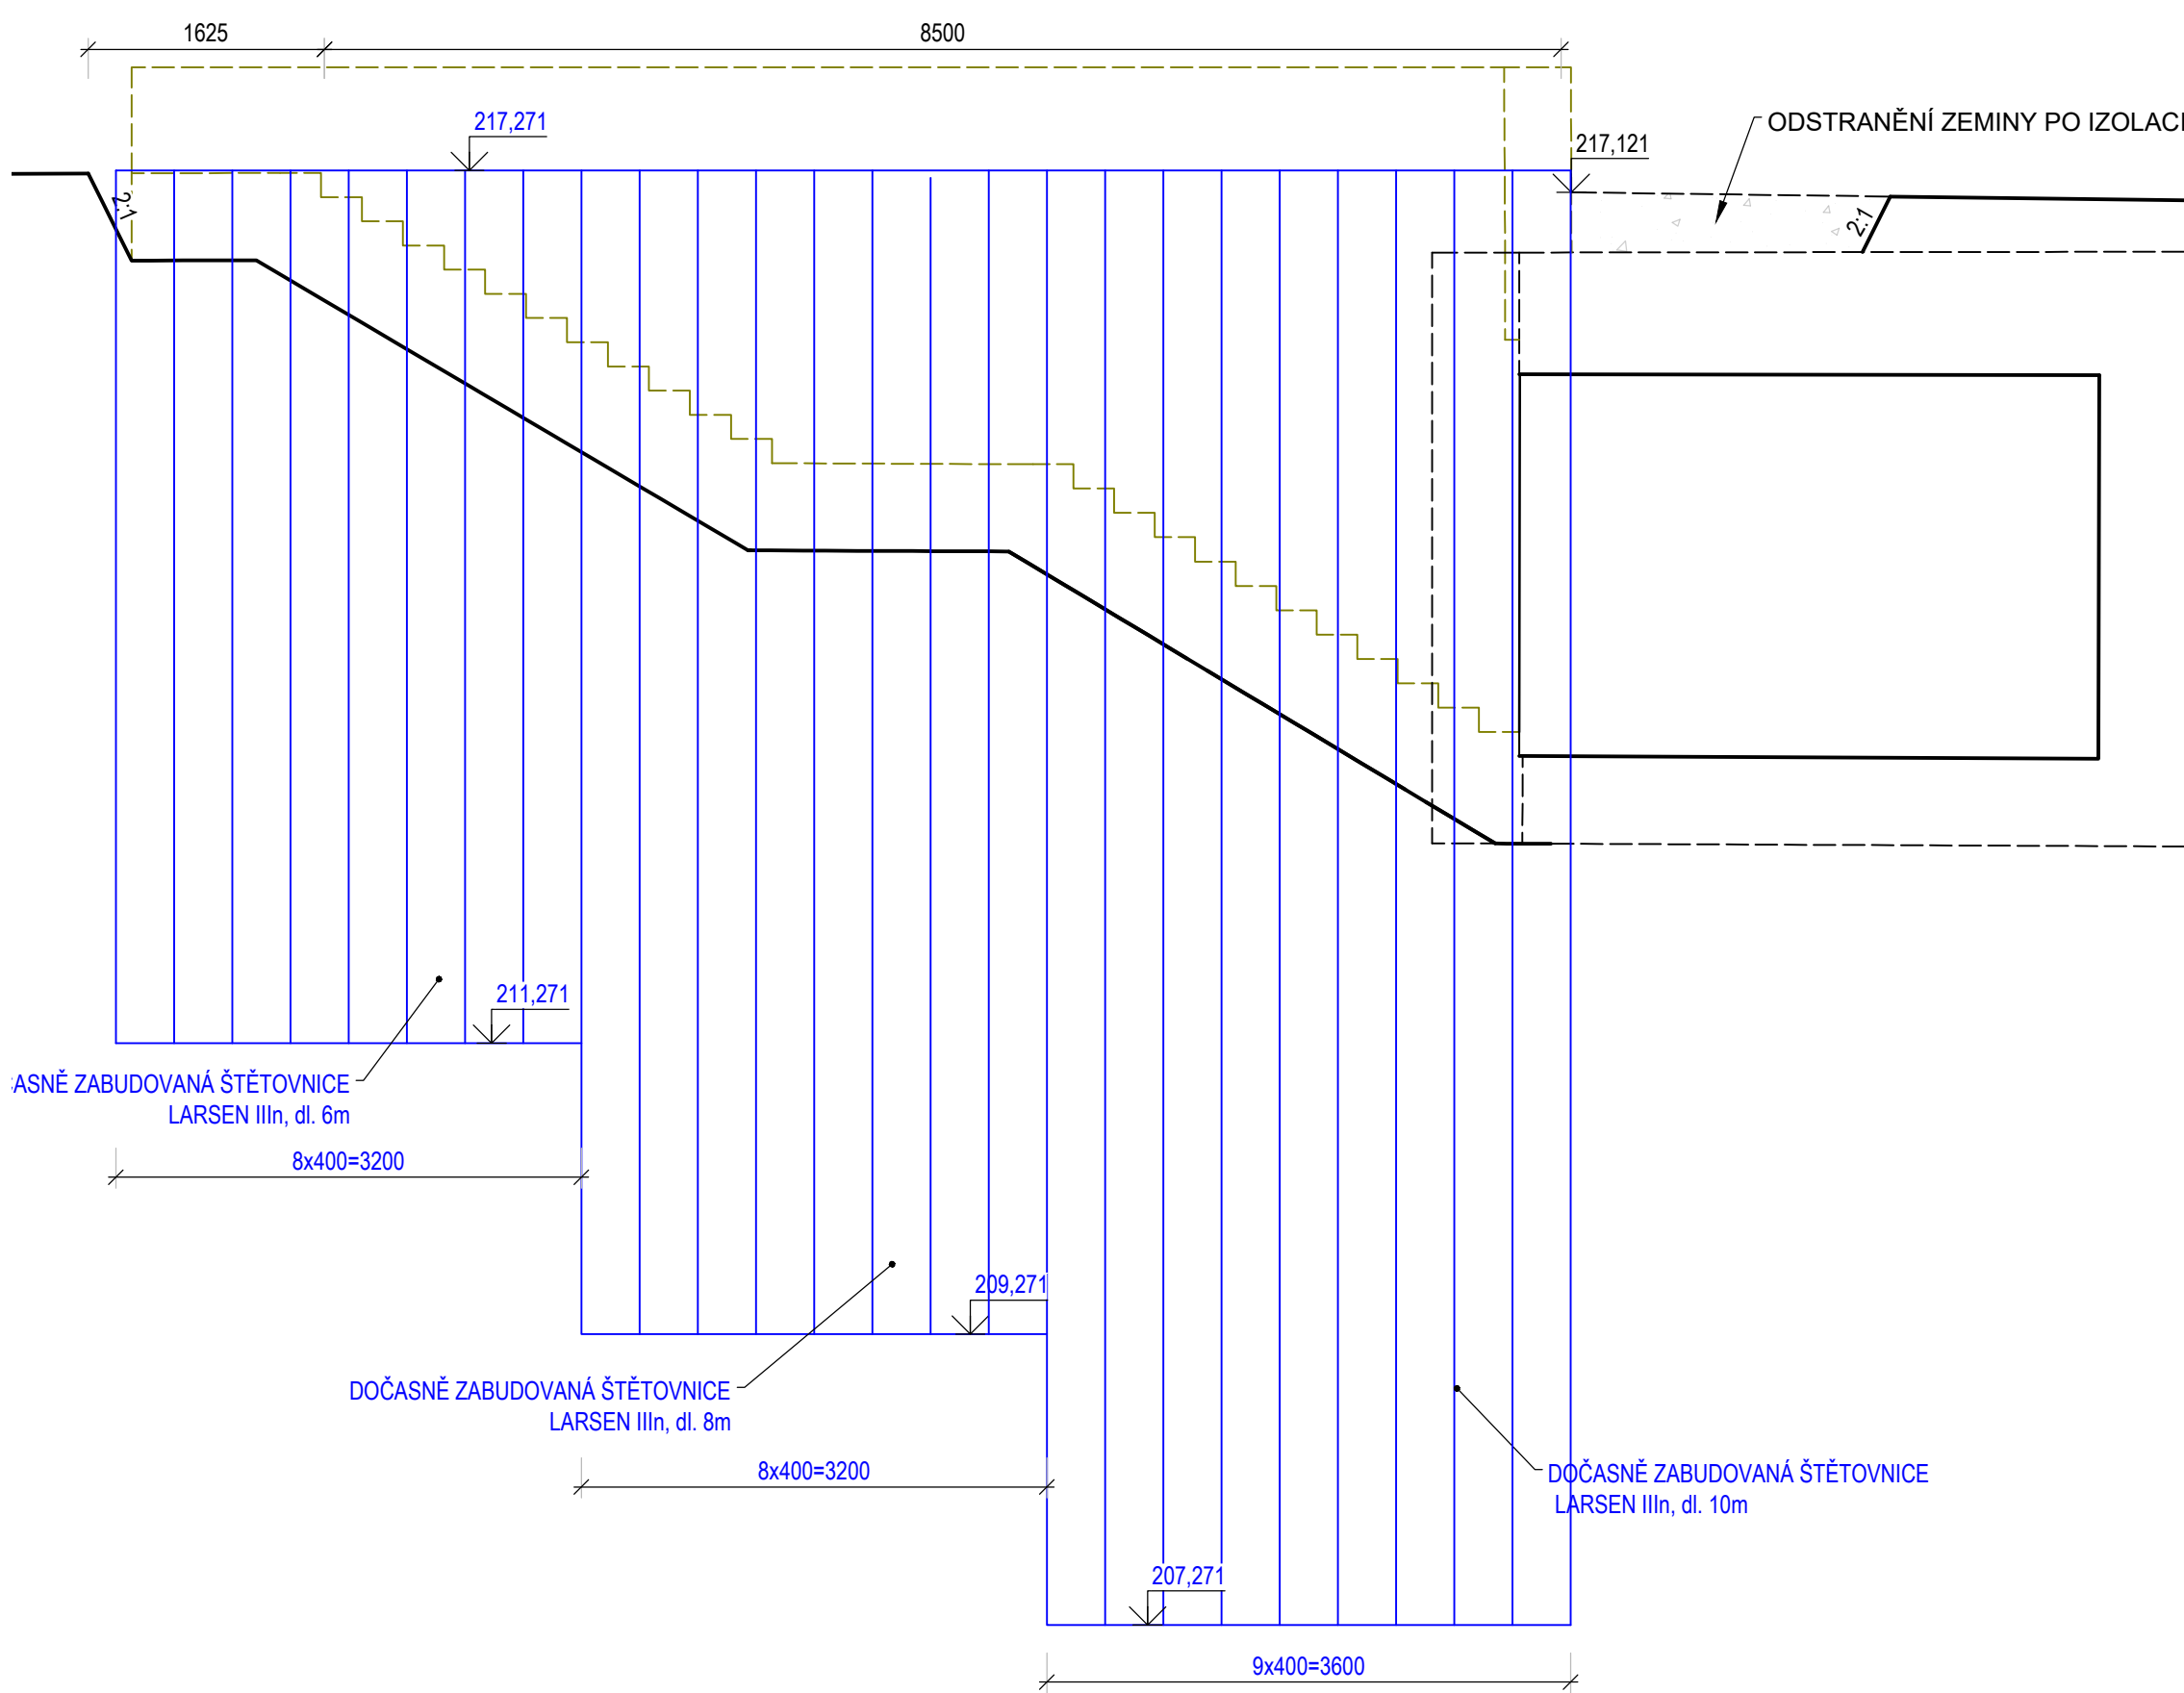 1625
8500
217,271
ODSTRANĚNÍ ZEMINY PO IZOLACI
217,121
2:1
2:1
211,271
ASNĚ ZABUDOVANÁ ŠTĚTOVNICE
LARSEN IIIn, dl. 6m
8x400=3200
209,271
DOČASNĚ ZABUDOVANÁ ŠTĚTOVNICE
LARSEN IIIn, dl. 8m
8x400=3200
DOČASNĚ ZABUDOVANÁ ŠTĚTOVNICE
LARSEN IIIn, dl. 10m
207,271
9x400=3600